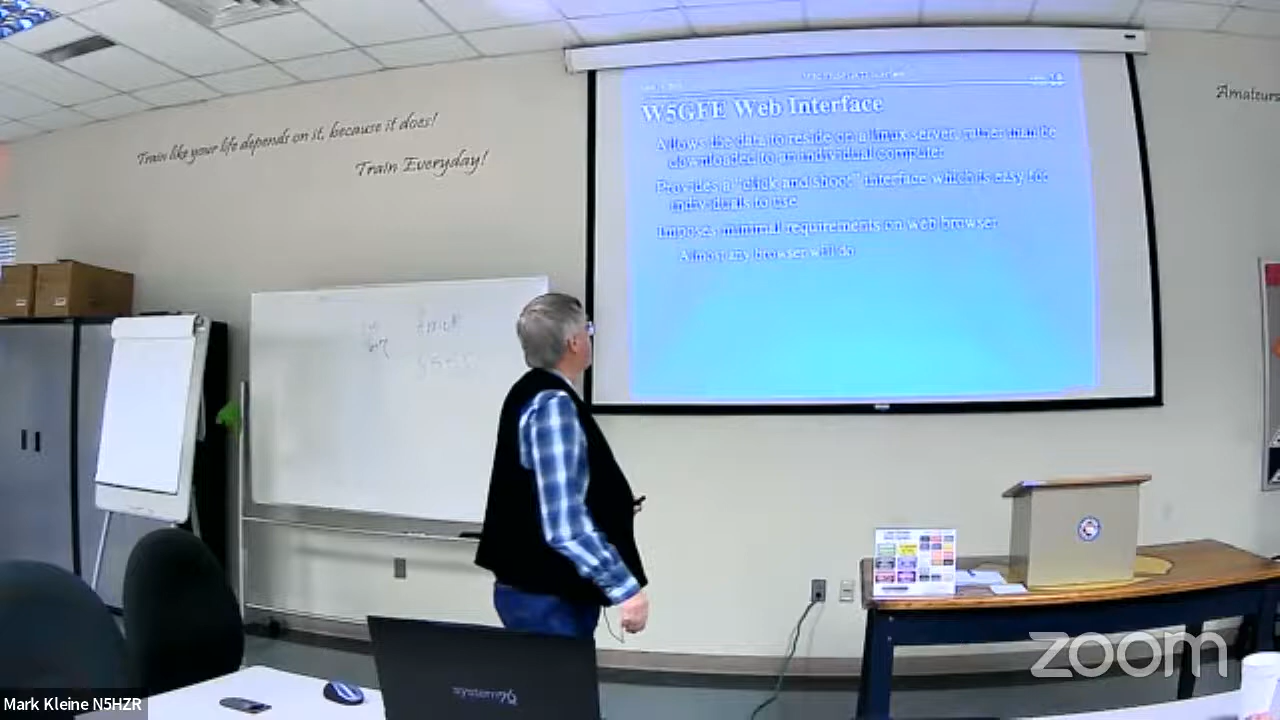 Train like your life depends on it, because it does!
Train Everyday!
Amateurs
18
W5GFE Web Interface
Allows the data to reside on a linux server, rather than be
downloaded to an individual computer
Provides a "click and shoot" interface which is easy for
individuals to use
Imposes minimal requirements on web browser
Almost any browser will do
system76
zoom
Mark Kleine N5HZR